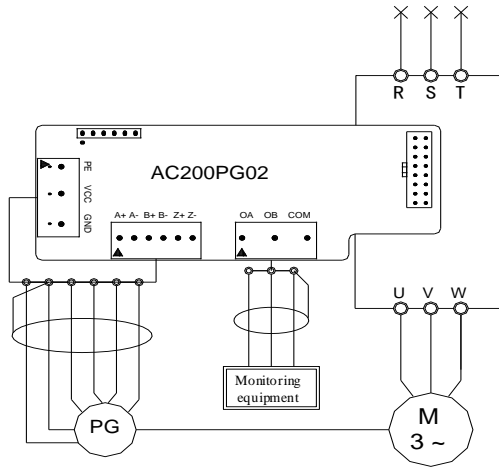 R S T
AC200PG02
PE
VCC
GND
A+ A- B+ B- Z+ Z-
OA OB COM
U V W
Monitoring
equipment
PG
M
3 ~